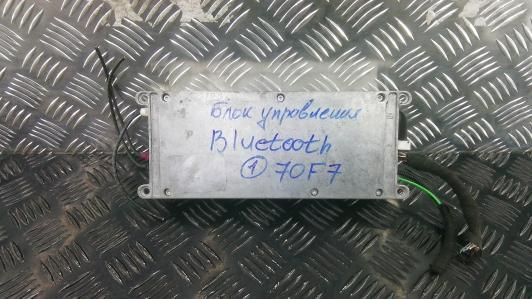 Блок управления
Bluetooth
① 70F7